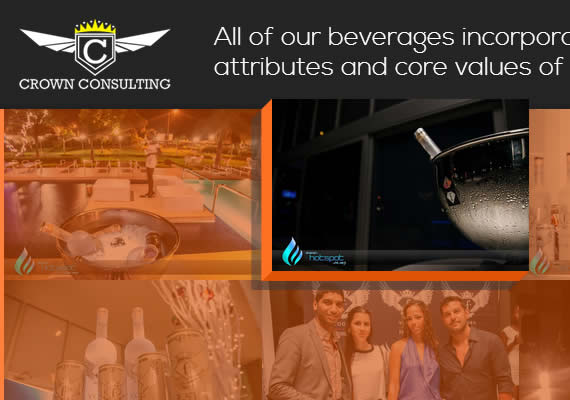 All of our beverages incorpora
attributes and core values of
C
CROWN CONSULTING
hotspot